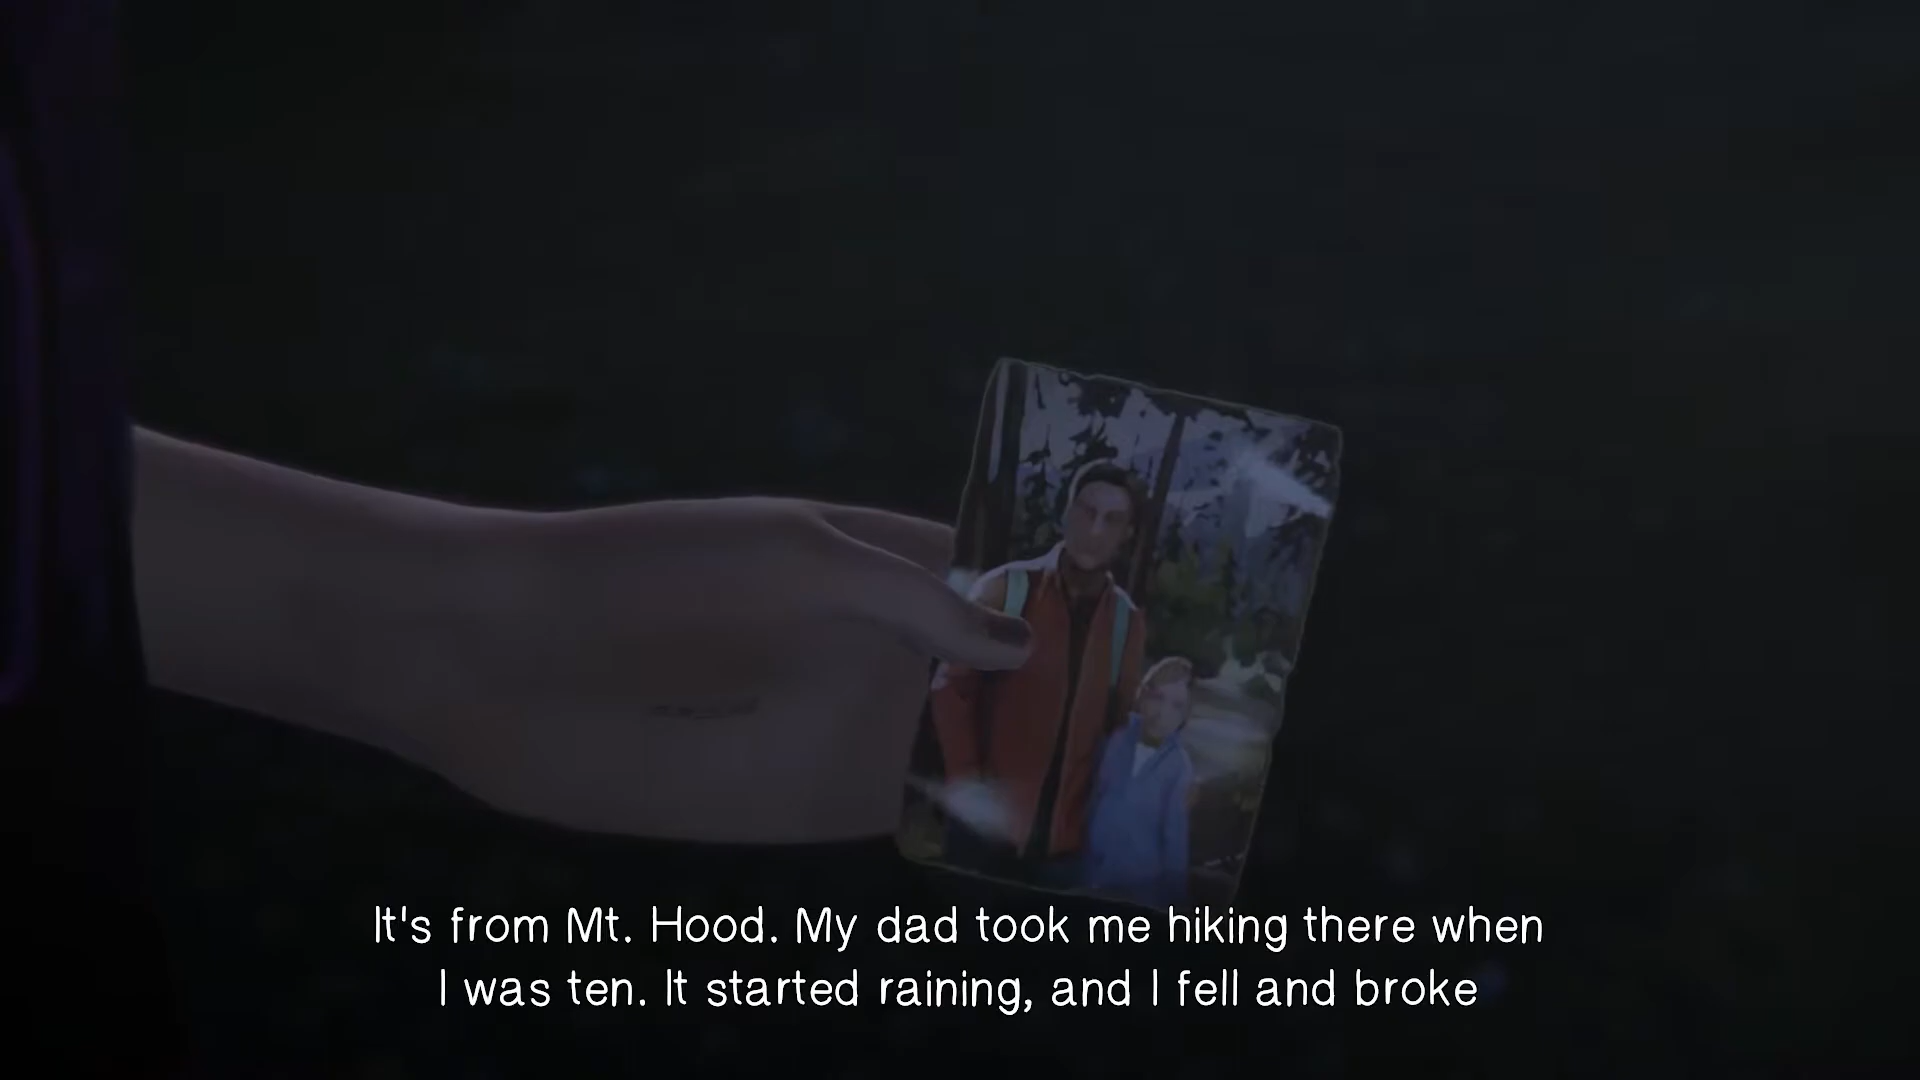 It's from Mt. Hood. My dad took me hiking there when
I was ten. It started raining, and I fell and broke